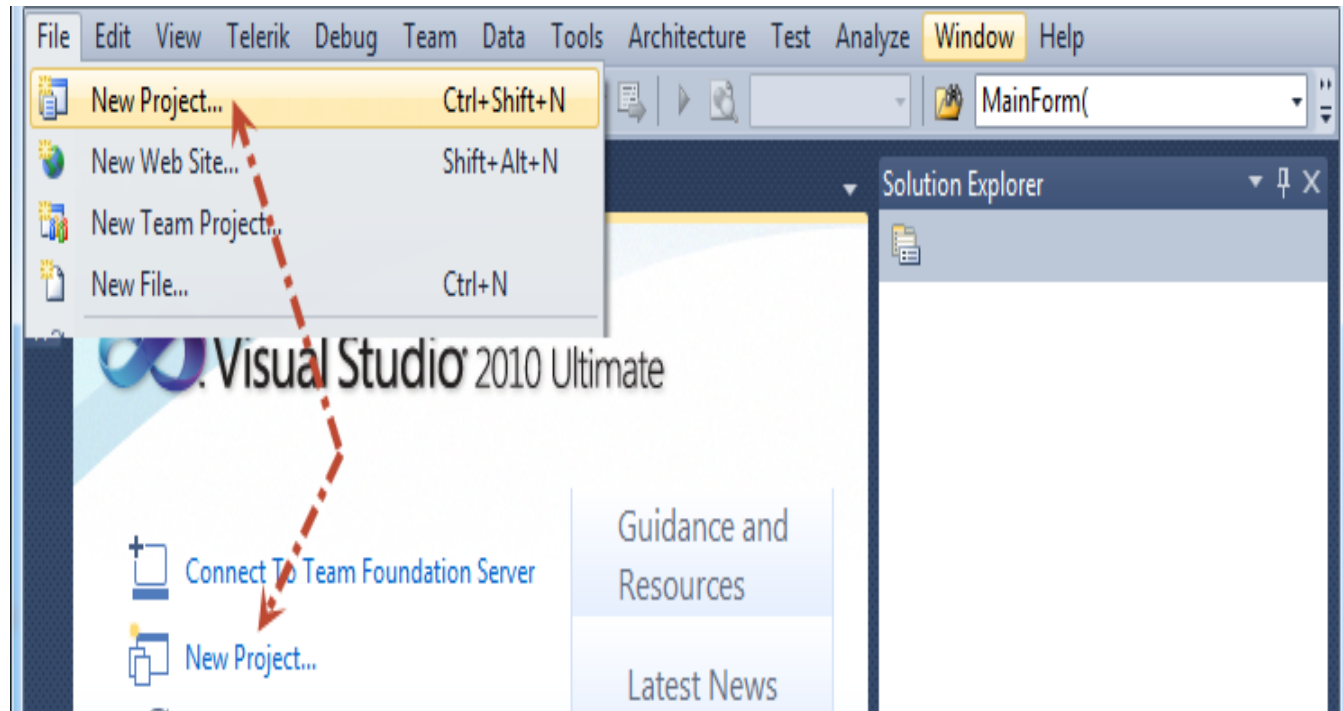 File Edit View Telerik Debug Team Data Tools Architecture Test Analyze Window Help
New Project... Ctrl+Shift+N
MainForm(
New Web Site... Shift+Alt+N
Solution Explorer
New Team Project...
New File... Ctrl+N
Visual Studio 2010 Ultimate
Guidance and
Resources
Connect To Team Foundation Server
New Project...
Latest News